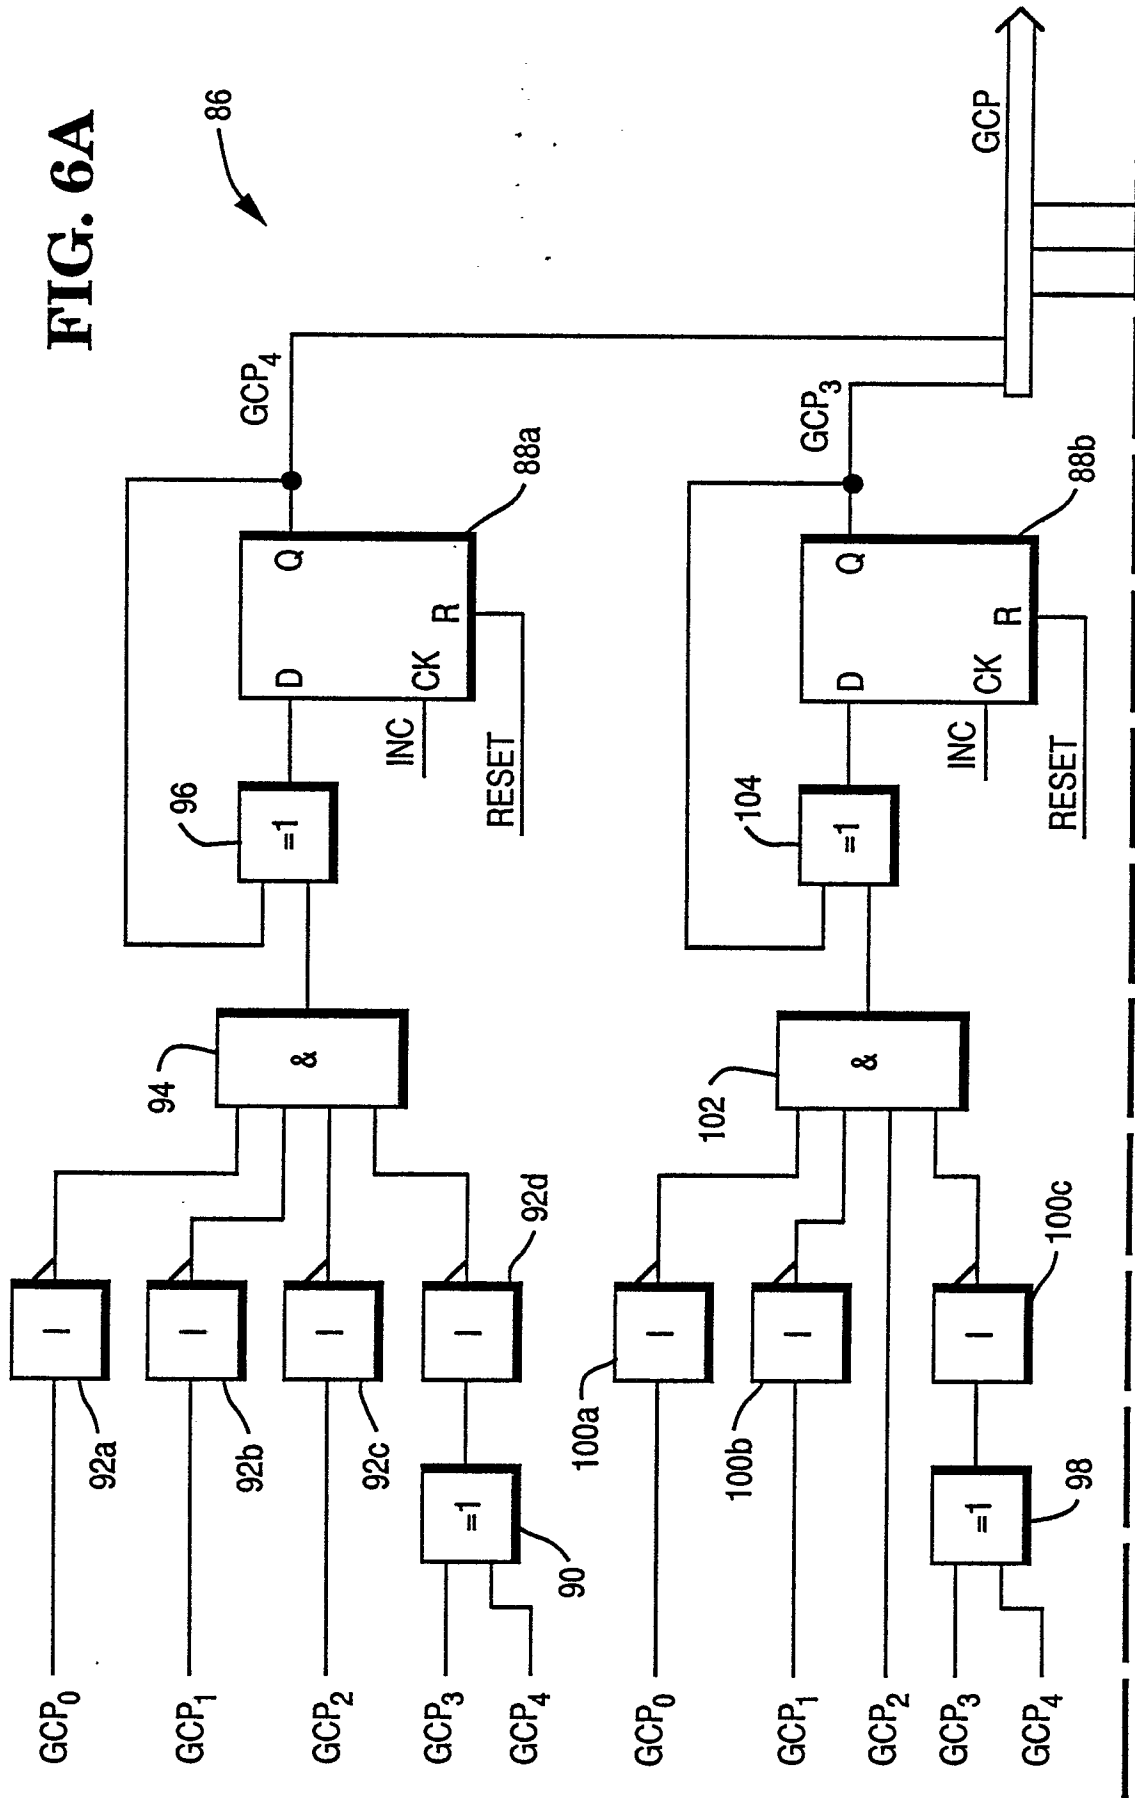 FIG. 6A
86
GCP0
GCP1
GCP2
GCP3
GCP4
92a
92b
92c
92d
90
I
I
I
I
=1
94
&
96
=1
D
Q
CK
R
INC
RESET
88a
GCP4
GCP0
GCP1
GCP2
GCP3
GCP4
100a
100b
100c
98
I
I
I
=1
102
&
104
=1
D
Q
CK
R
INC
RESET
88b
GCP3
GCP